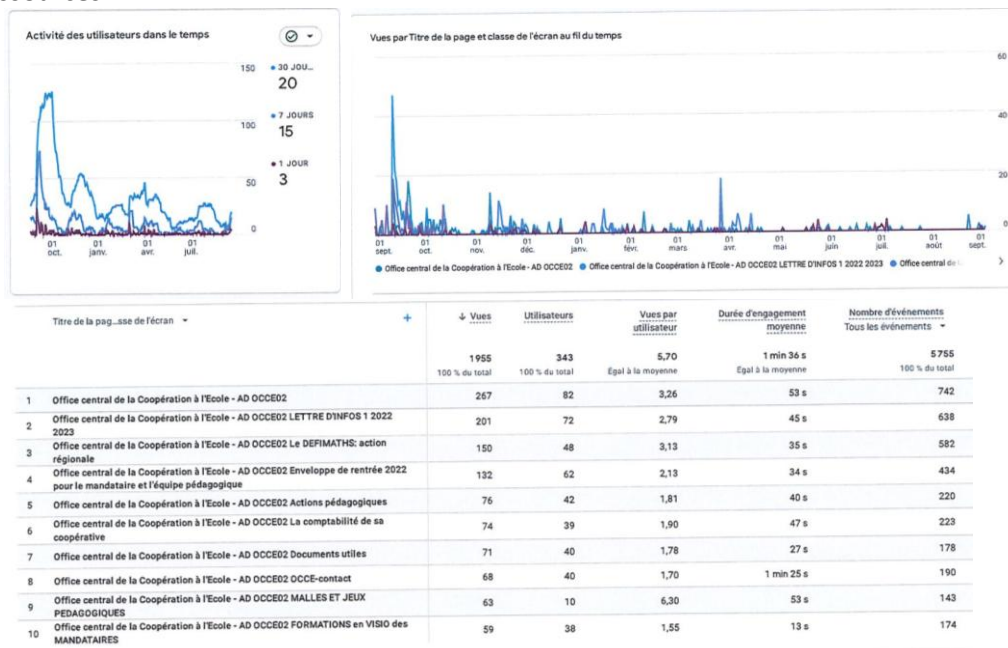 Activité des utilisateurs dans le temps
150
100
50
0
30 JOU...
20
7 JOURS
15
1 JOUR
3
01 oct. 01 janv. 01 avr. 01 juil.
Vues par Titre de la page et classe de l'écran au fil du temps
60
40
20
0
01 sept. 01 oct. 01 nov. 01 déc. 01 janv. 01 févr. 01 mars 01 avr. 01 mai 01 juin 01 juil. 01 août 01 sept.
Office central de la Coopération à l'Ecole - AD OCCE02 Office central de la Coopération à l'Ecole - AD OCCE02 LETTRE D'INFOS 1 2022 2023 Office central de
Titre de la pag...sse de l'écran + ↓ Vues Utilisateurs Vues par utilisateur Durée d'engagement moyenne Nombre d'événements
Tous les événements
1955 343 5,70 1 min 36 s 5755
100 % du total 100 % du total Égal à la moyenne Égal à la moyenne 100 % du total
1 Office central de la Coopération à l'Ecole - AD OCCE02 267 82 3,26 53 s 742
2 Office central de la Coopération à l'Ecole - AD OCCE02 LETTRE D'INFOS 1 2022
2023 201 72 2,79 45 s 638
3 Office central de la Coopération à l'Ecole - AD OCCE02 Le DEFIMATHS: action
régionale 150 48 3,13 35 s 582
4 Office central de la Coopération à l'Ecole - AD OCCE02 Enveloppe de rentrée 2022
pour le mandataire et l'équipe pédagogique 132 62 2,13 34 s 434
5 Office central de la Coopération à l'Ecole - AD OCCE02 Actions pédagogiques 76 42 1,81 40 s 220
6 Office central de la Coopération à l'Ecole - AD OCCE02 La comptabilité de sa
coopérative 74 39 1,90 47 s 223
7 Office central de la Coopération à l'Ecole - AD OCCE02 Documents utiles 71 40 1,78 27 s 178
8 Office central de la Coopération à l'Ecole - AD OCCE02 OCCE-contact 68 40 1,70 1 min 25 s 190
9 Office central de la Coopération à l'Ecole - AD OCCE02 MALLES ET JEUX
PEDAGOGIQUES 63 10 6,30 53 s 143
10 Office central de la Coopération à l'Ecole - AD OCCE02 FORMATIONS en VISIO des
MANDATAIRES 59 38 1,55 13 s 174